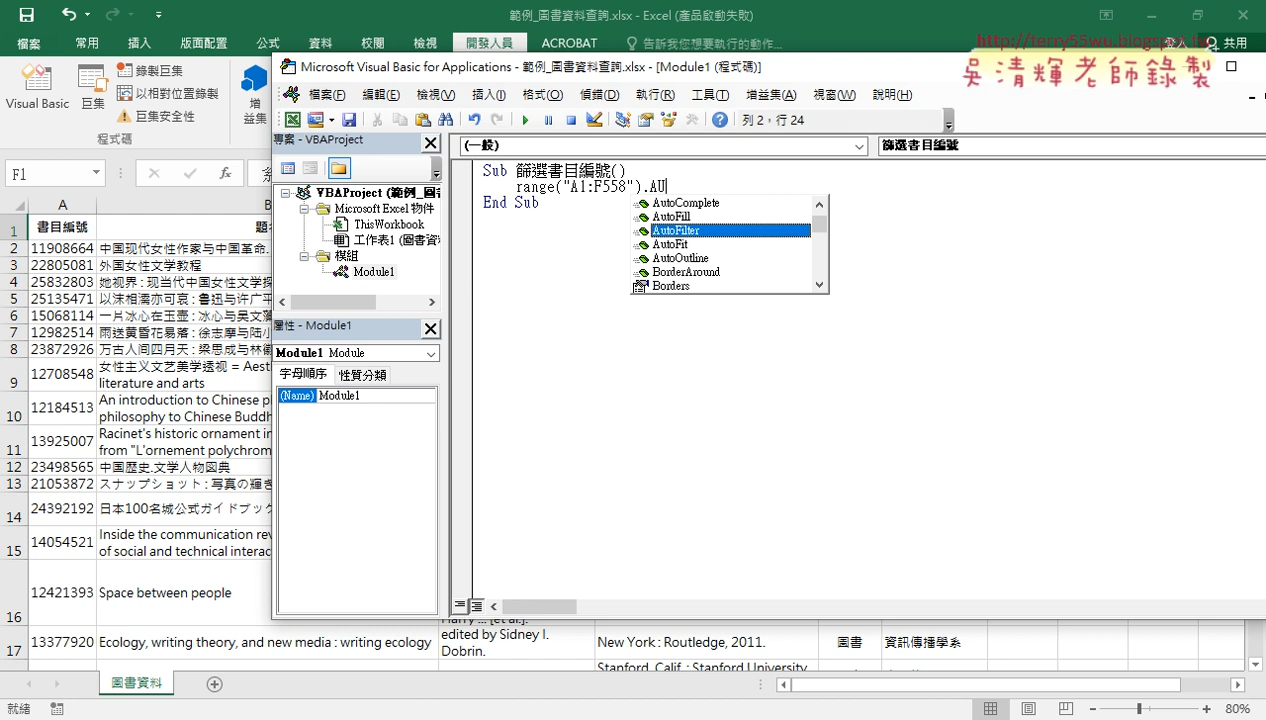 範例_圖書資料查詢.xlsx - Excel (產品啟動失敗)
檔案 常用 插入 版面配置 公式 資料 校閱 檢視 開發人員 ACROBAT 告訴我您想要執行的動作... 登入 共用
http://terry55wu.blogspot.tw
吳清輝老師錄製
Visual Basic 巨集 錄製巨集 以相對位置錄製 巨集安全性 增益集
程式碼
Microsoft Visual Basic for Applications - 範例_圖書資料查詢.xlsx - [Module1 (程式碼)]
檔案(F) 編輯(E) 檢視(V) 插入(I) 格式(O) 偵錯(D) 執行(R) 工具(T) 增益集(A) 視窗(W) 說明(H)
列 2，行 24
專案 - VBAProject
VBAProject (範例_圖書
Microsoft Excel 物件
ThisWorkbook
工作表1 (圖書資料
模組
Module1
屬性 - Module1
Module1 Module
字母順序 性質分類
(Name) Module1
(一般) 篩選書目編號
Sub 篩選書目編號()
range("A1:F558").AU
End Sub
AutoComplete
AutoFill
AutoFilter
AutoFit
AutoOutline
BorderAround
Borders
F1
A B
1 書目編號
2 11908664 中国现代女性作家与中国革命.
3 22805081 外国女性文学教程
4 25832803 她视界 : 现当代中国女性文学探
5 25135471 以沫相濡亦可哀 : 鲁迅与许广平
6 15068114 一片冰心在玉壶 : 冰心与吴文藻
7 12982514 雨送黄昏花易落 : 徐志摩与陆小
8 23872926 万古人间四月天 : 梁思成与林徽
9 12708548 女性主义文艺美学透视 = Aest
literature and arts
10 12184513 An introduction to Chinese p
philosophy to Chinese Buddh
11 13925007 Racinet's historic ornament in
from "L'ornement polychrom
12 23498565 中国歷史.文学人物図典
13 21053872 スナップショット : 写真の輝き
14 24392192 日本100名城公式ガイドブック
15 14054521 Inside the communication rev
of social and technical interac
16 12421393 Space between people
17 13377920 Ecology, writing theory, and new media : writing ecology
edited by Sidney I. Dobrin.
New York : Routledge, 2011.
圖書
資訊傳播學系
Stanford, Calif. : Stanford University
圖書資料
就緒 80%